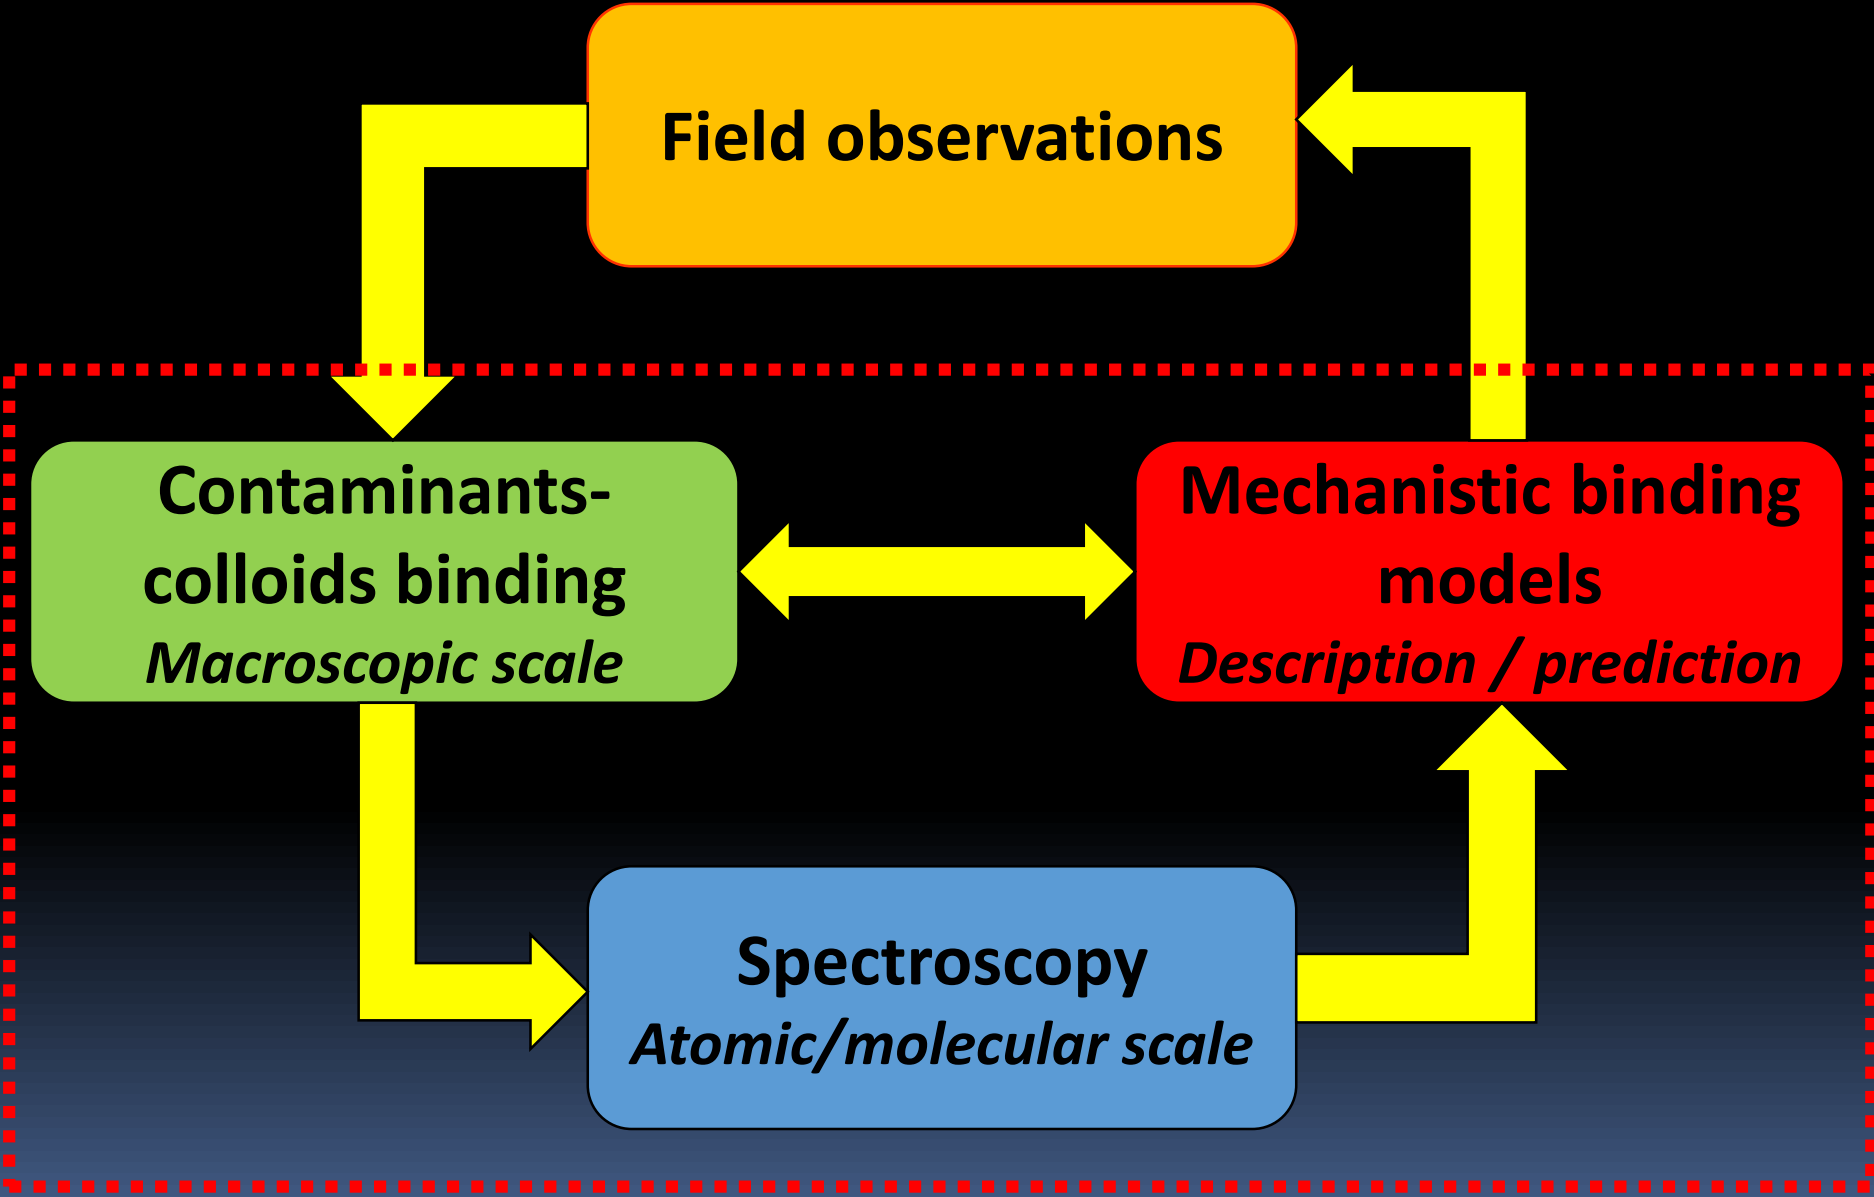 Field observations
Contaminants-
colloids binding
Macroscopic scale
Mechanistic binding
models
Description / prediction
Spectroscopy
Atomic/molecular scale